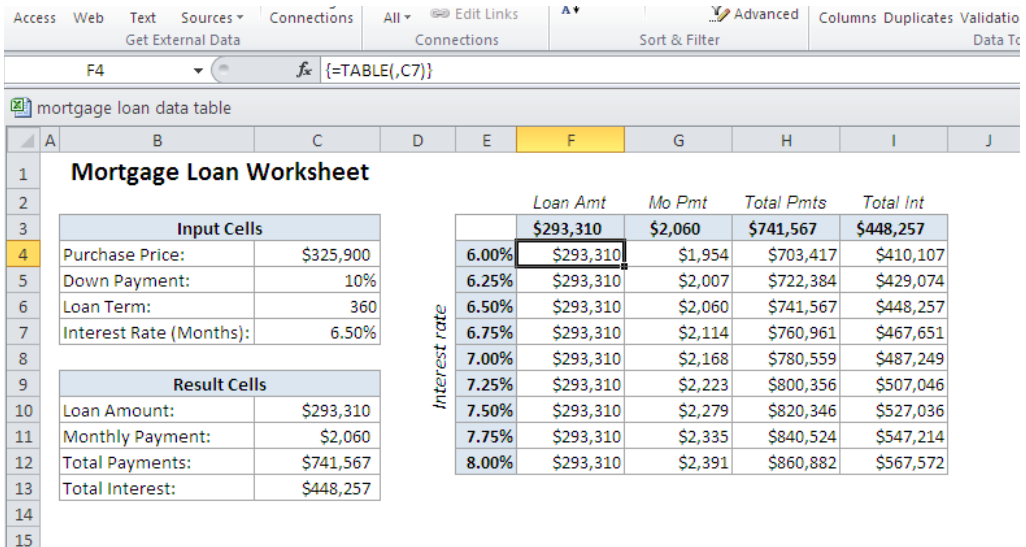 Access Web Text Sources Connections All Edit Links Advanced Columns Duplicates Validatio
Get External Data Connections Sort & Filter Data To
F4 fx {=TABLE(,C7)}
mortgage loan data table
A B C D E F G H I J
1 Mortgage Loan Worksheet
2 Loan Amt Mo Pmt Total Pmts Total Int
3 Input Cells $293,310 $2,060 $741,567 $448,257
4 Purchase Price: $325,900 6.00% $293,310 $1,954 $703,417 $410,107
5 Down Payment: 10% 6.25% $293,310 $2,007 $722,384 $429,074
6 Loan Term: 360 6.50% $293,310 $2,060 $741,567 $448,257
7 Interest Rate (Months): 6.50% 6.75% $293,310 $2,114 $760,961 $467,651
8 7.00% $293,310 $2,168 $780,559 $487,249
9 Result Cells 7.25% $293,310 $2,223 $800,356 $507,046
10 Loan Amount: $293,310 7.50% $293,310 $2,279 $820,346 $527,036
11 Monthly Payment: $2,060 7.75% $293,310 $2,335 $840,524 $547,214
12 Total Payments: $741,567 8.00% $293,310 $2,391 $860,882 $567,572
13 Total Interest: $448,257
14
15
Interest rate